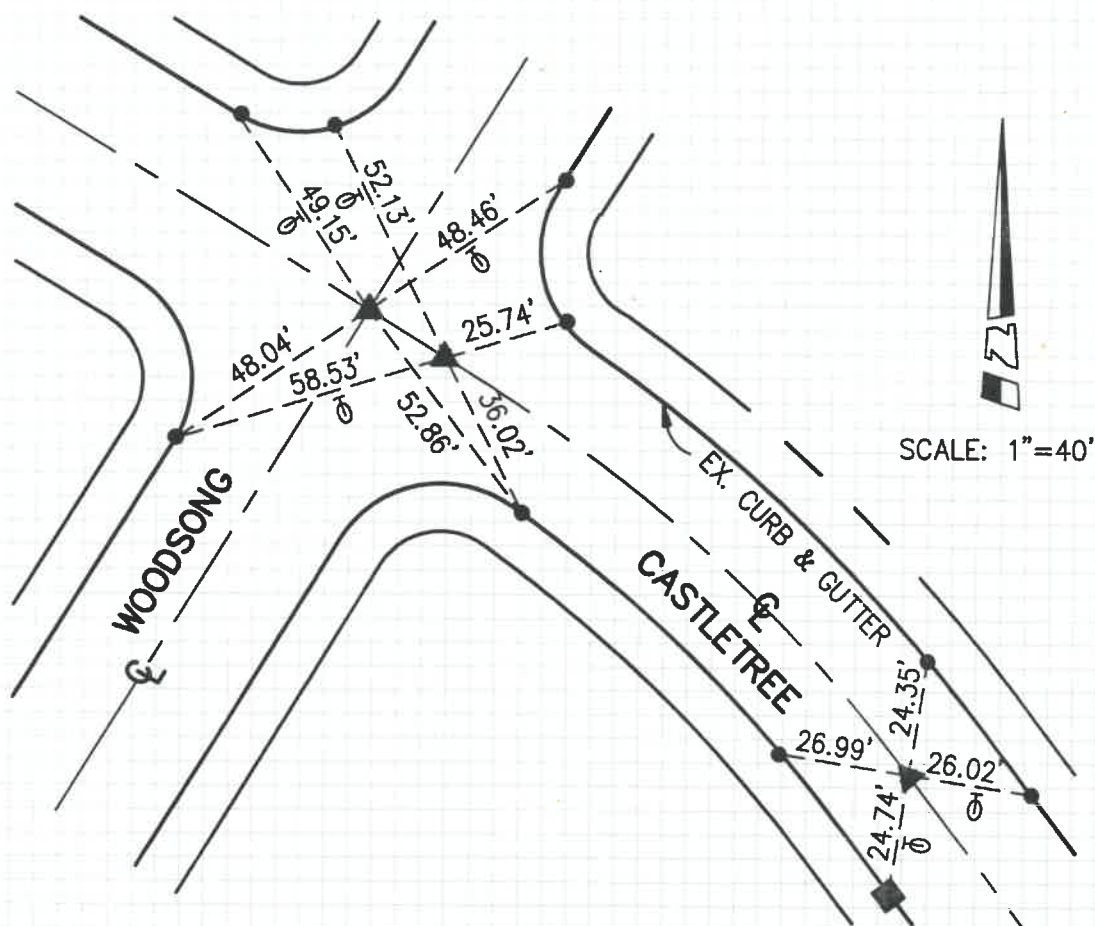 52.13'
49.15'
48.46'
25.74'
48.04'
58.53'
52.86'
36.02'
N
SCALE: 1"=40'
EX. CURB & GUTTER
WOODSONG
℄
CASTLETREE
℄
24.35'
26.99'
26.02'
24.74'